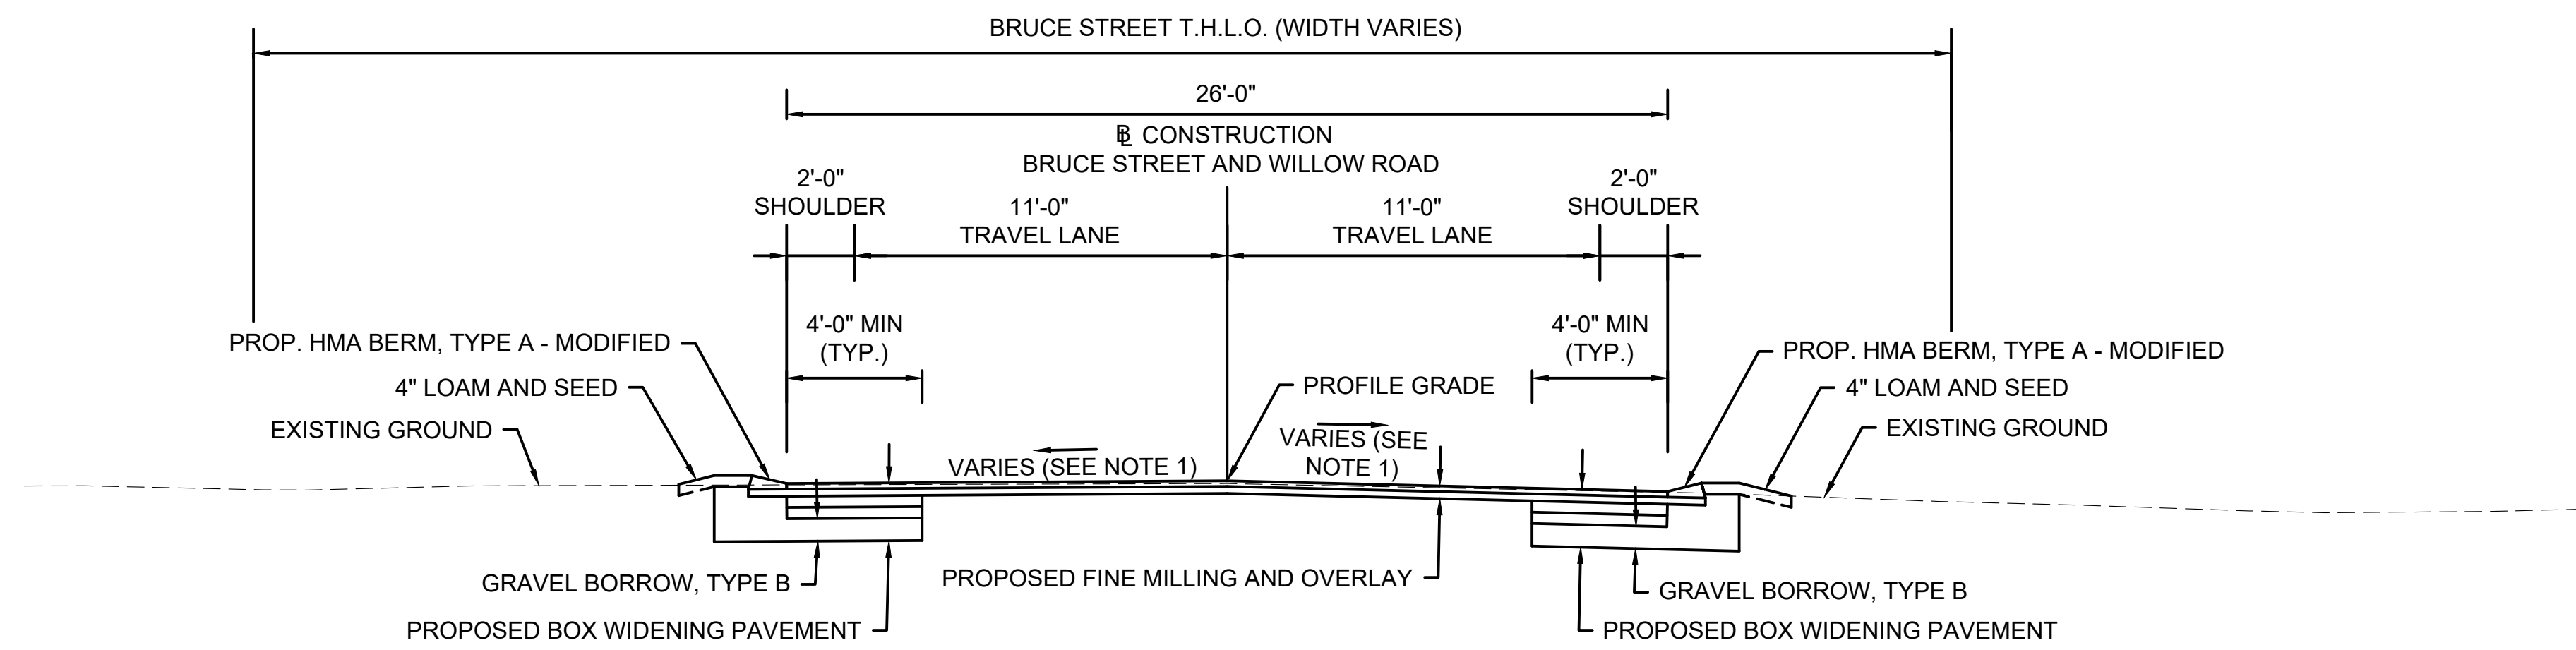 BRUCE STREET T.H.L.O. (WIDTH VARIES)
26'-0"
BL CONSTRUCTION
BRUCE STREET AND WILLOW ROAD
2'-0"
SHOULDER
11'-0"
TRAVEL LANE
11'-0"
TRAVEL LANE
2'-0"
SHOULDER
4'-0" MIN
(TYP.)
4'-0" MIN
(TYP.)
PROP. HMA BERM, TYPE A - MODIFIED
4" LOAM AND SEED
EXISTING GROUND
PROFILE GRADE
PROP. HMA BERM, TYPE A - MODIFIED
4" LOAM AND SEED
EXISTING GROUND
VARIES (SEE NOTE 1)
VARIES (SEE
NOTE 1)
GRAVEL BORROW, TYPE B
PROPOSED BOX WIDENING PAVEMENT
PROPOSED FINE MILLING AND OVERLAY
GRAVEL BORROW, TYPE B
PROPOSED BOX WIDENING PAVEMENT